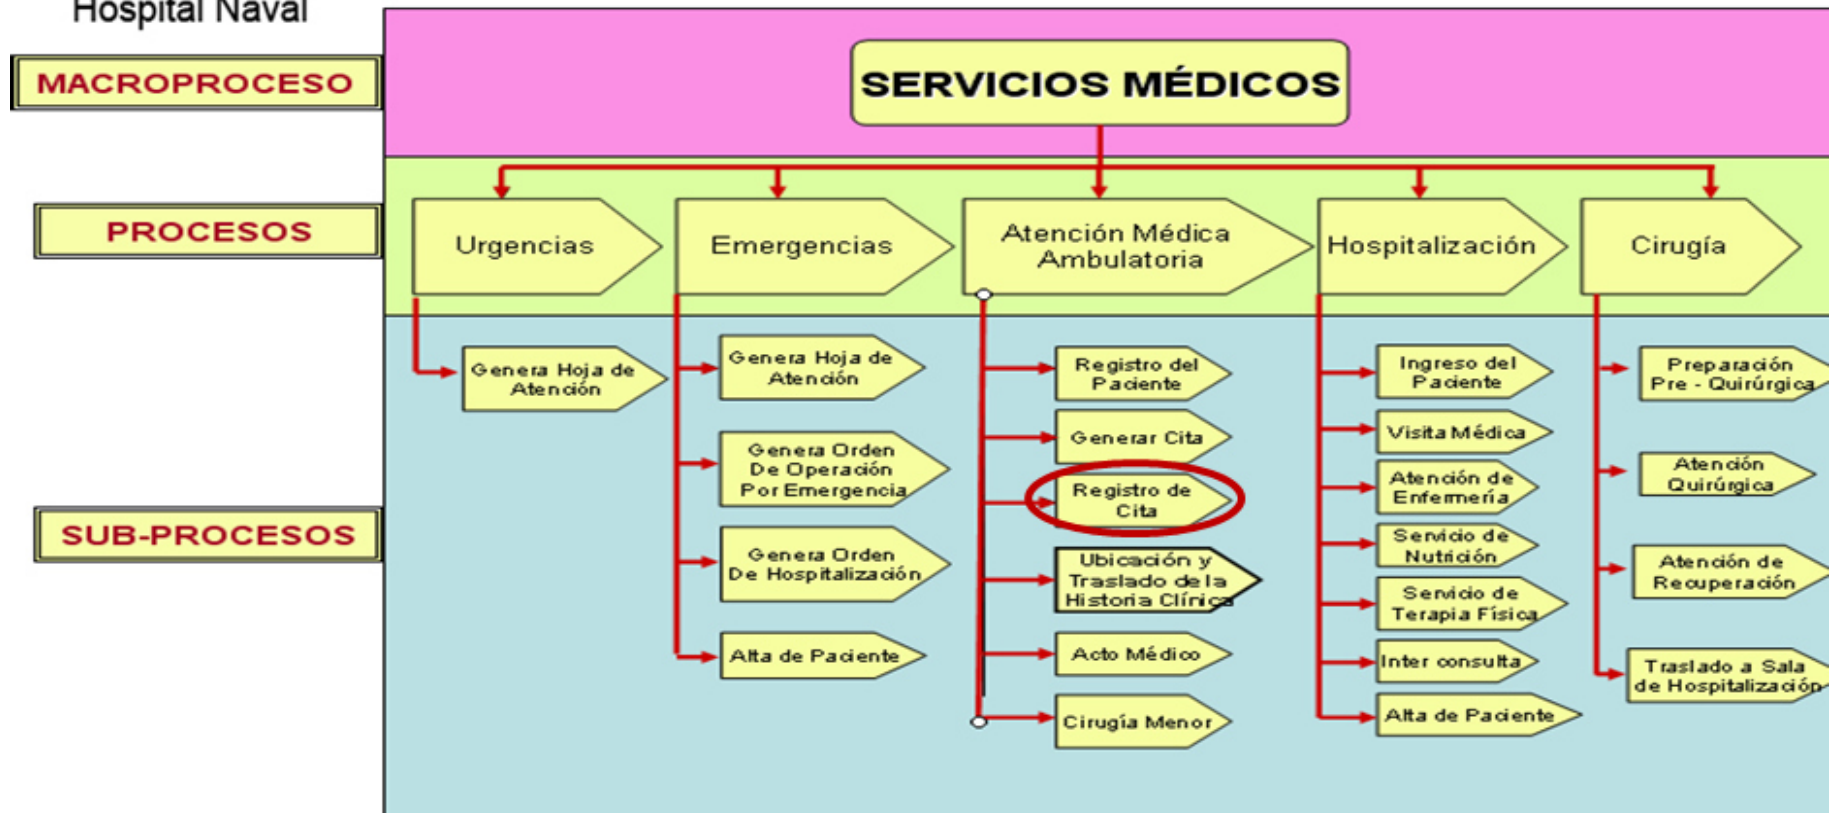 Hospital Naval
MACROPROCESO
SERVICIOS MÉDICOS
PROCESOS
Urgencias
Emergencias
Atención Médica
Ambulatoria
Hospitalización
Cirugía
SUB-PROCESOS
Genera Hoja de
Atención
Genera Hoja de
Atención
Genera Orden
De Operación
Por Emergencia
Genera Orden
De Hospitalización
Alta de Paciente
Registro del
Paciente
Generar Cita
Registro de
Cita
Ubicación y
Traslado de la
Historia Clínica
Acto Médico
Cirugía Menor
Ingreso del
Paciente
Visita Médica
Atención de
Enfermería
Servicio de
Nutrición
Servicio de
Terapia Física
Inter consulta
Alta de Paciente
Preparación
Pre - Quirúrgica
Atención
Quirúrgica
Atención de
Recuperación
Traslado a Sala
de Hospitalización